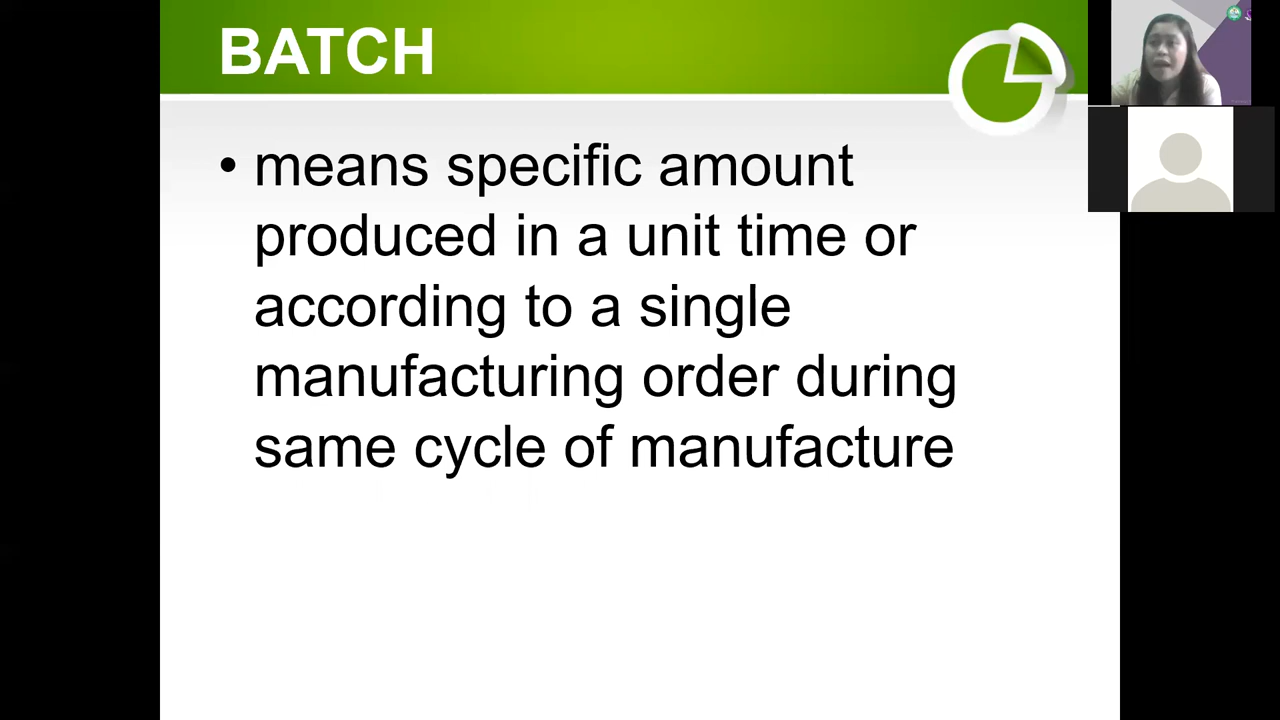 BATCH
• means specific amount
produced in a unit time or
according to a single
manufacturing order during
same cycle of manufacture